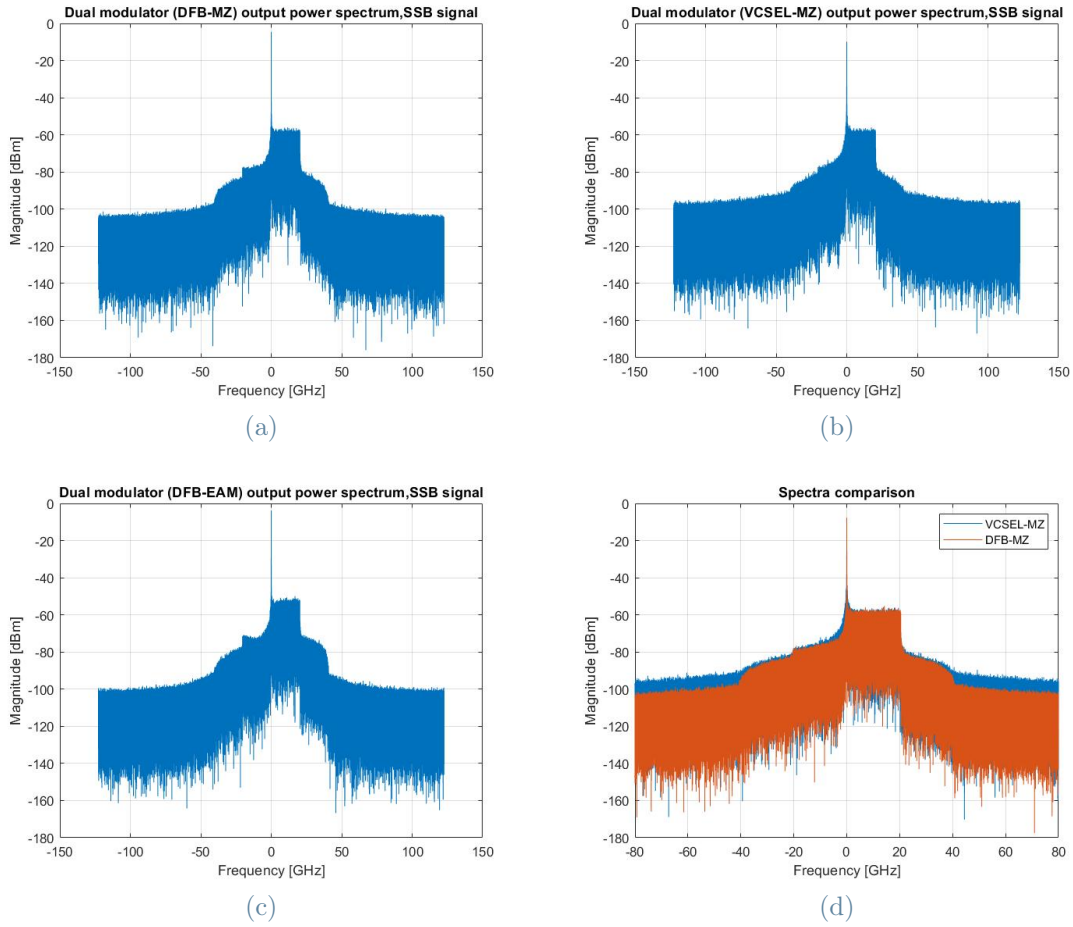 Dual modulator (DFB-MZ) output power spectrum,SSB signal
0
-20
-40
-60
-80
-100
-120
-140
-160
-180
Magnitude [dBm]
-150 -100 -50 0 50 100 150
Frequency [GHz]
(a)
Dual modulator (VCSEL-MZ) output power spectrum,SSB signal
0
-20
-40
-60
-80
-100
-120
-140
-160
-180
Magnitude [dBm]
-150 -100 -50 0 50 100 150
Frequency [GHz]
(b)
Dual modulator (DFB-EAM) output power spectrum,SSB signal
0
-20
-40
-60
-80
-100
-120
-140
-160
-180
Magnitude [dBm]
-150 -100 -50 0 50 100 150
Frequency [GHz]
(c)
Spectra comparison
VCSEL-MZ
DFB-MZ
0
-20
-40
-60
-80
-100
-120
-140
-160
-180
Magnitude [dBm]
-80 -60 -40 -20 0 20 40 60 80
Frequency [GHz]
(d)